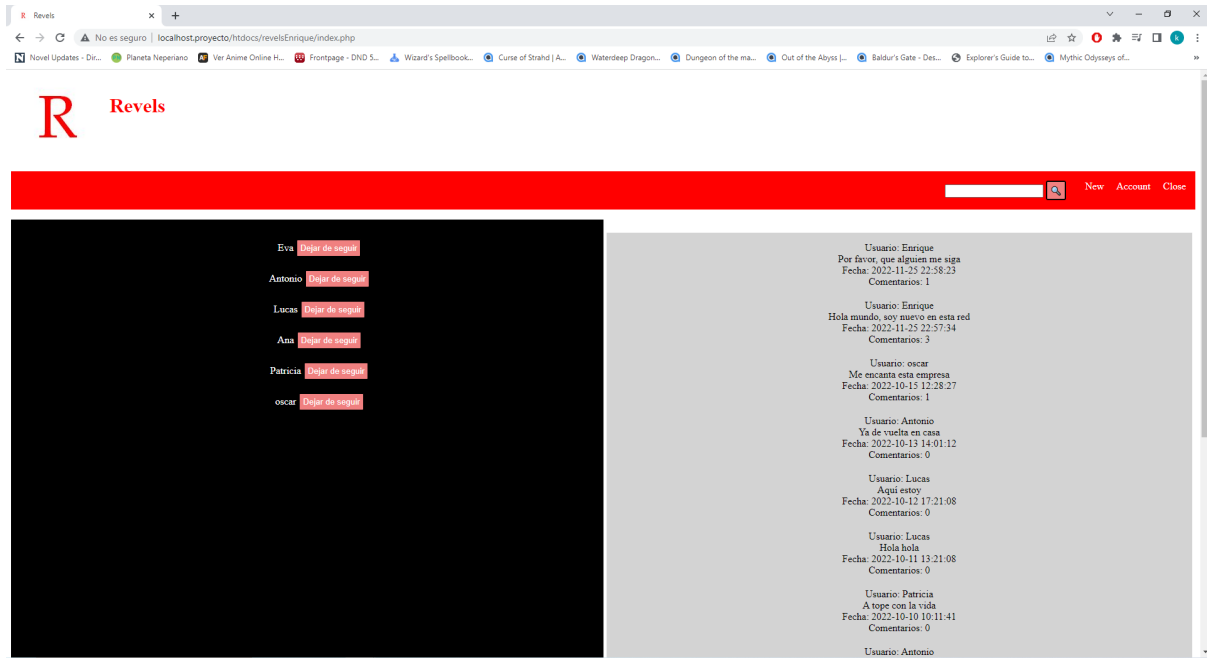 R Revels
No es seguro | localhost.proyecto/htdocs/revelsEnrique/index.php
Novel Updates - Dir... Planeta Neperiano Ver Anime Online H... Frontpage - DND 5... Wizard's Spellbook... Curse of Strahd | A... Waterdeep Dragon... Dungeon of the ma... Out of the Abyss |... Baldur's Gate - Des... Explorer's Guide to... Mythic Odysseys of... »
R Revels
New Account Close
Eva Dejar de seguir
Antonio Dejar de seguir
Lucas Dejar de seguir
Ana Dejar de seguir
Patricia Dejar de seguir
oscar Dejar de seguir
Usuario: Enrique
Por favor, que alguien me siga
Fecha: 2022-11-25 22:58:23
Comentarios: 1
Usuario: Enrique
Hola mundo, soy nuevo en esta red
Fecha: 2022-11-25 22:57:34
Comentarios: 3
Usuario: oscar
Me encanta esta empresa
Fecha: 2022-10-15 12:28:27
Comentarios: 1
Usuario: Antonio
Ya de vuelta en casa
Fecha: 2022-10-13 14:01:12
Comentarios: 0
Usuario: Lucas
Aquí estoy
Fecha: 2022-10-12 17:21:08
Comentarios: 0
Usuario: Lucas
Hola hola
Fecha: 2022-10-11 13:21:08
Comentarios: 0
Usuario: Patricia
A tope con la vida
Fecha: 2022-10-10 10:11:41
Comentarios: 0
Usuario: Antonio